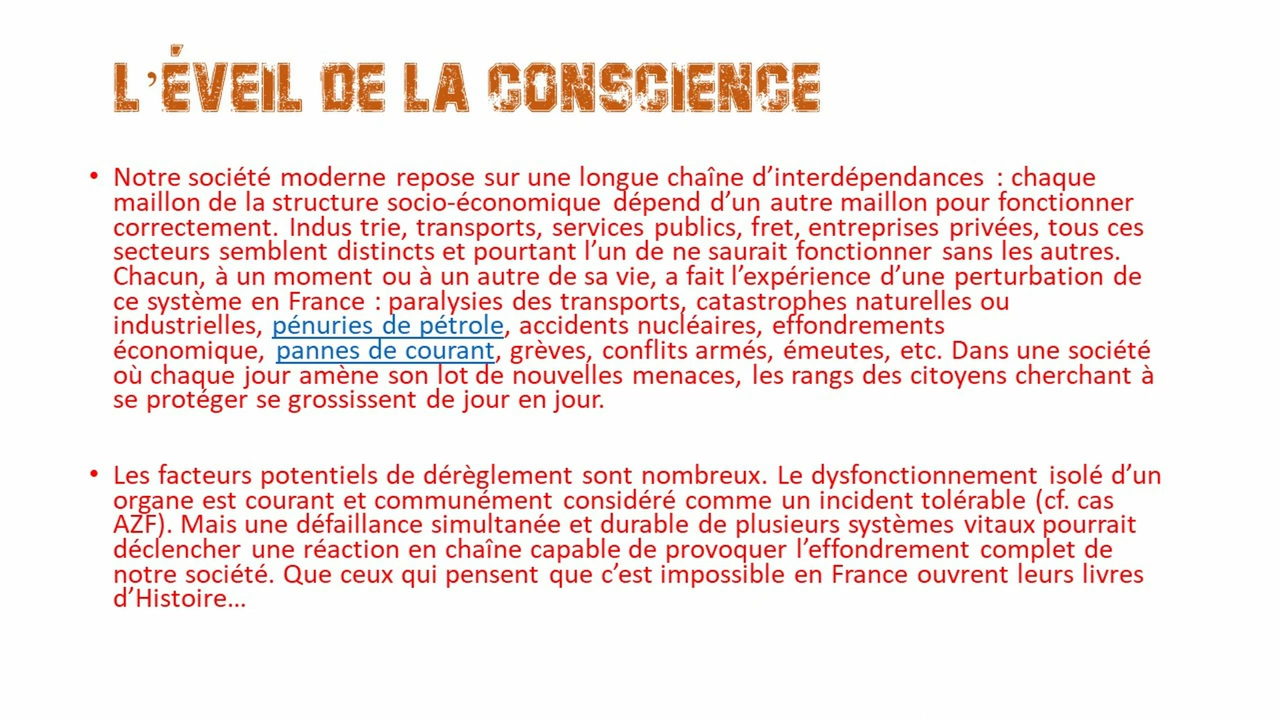 L’ÉVEIL DE LA CONSCIENCE
• Notre société moderne repose sur une longue chaîne d’interdépendances : chaque
maillon de la structure socio-économique dépend d’un autre maillon pour fonctionner
correctement. Indus trie, transports, services publics, fret, entreprises privées, tous ces
secteurs semblent distincts et pourtant l’un de ne saurait fonctionner sans les autres.
Chacun, à un moment ou à un autre de sa vie, a fait l’expérience d’une perturbation de
ce système en France : paralysies des transports, catastrophes naturelles ou
industrielles, pénuries de pétrole, accidents nucléaires, effondrements
économique, pannes de courant, grèves, conflits armés, émeutes, etc. Dans une société
où chaque jour amène son lot de nouvelles menaces, les rangs des citoyens cherchant à
se protéger se grossissent de jour en jour.
• Les facteurs potentiels de dérèglement sont nombreux. Le dysfonctionnement isolé d’un
organe est courant et communément considéré comme un incident tolérable (cf. cas
AZF). Mais une défaillance simultanée et durable de plusieurs systèmes vitaux pourrait
déclencher une réaction en chaîne capable de provoquer l’effondrement complet de
notre société. Que ceux qui pensent que c’est impossible en France ouvrent leurs livres
d’Histoire…